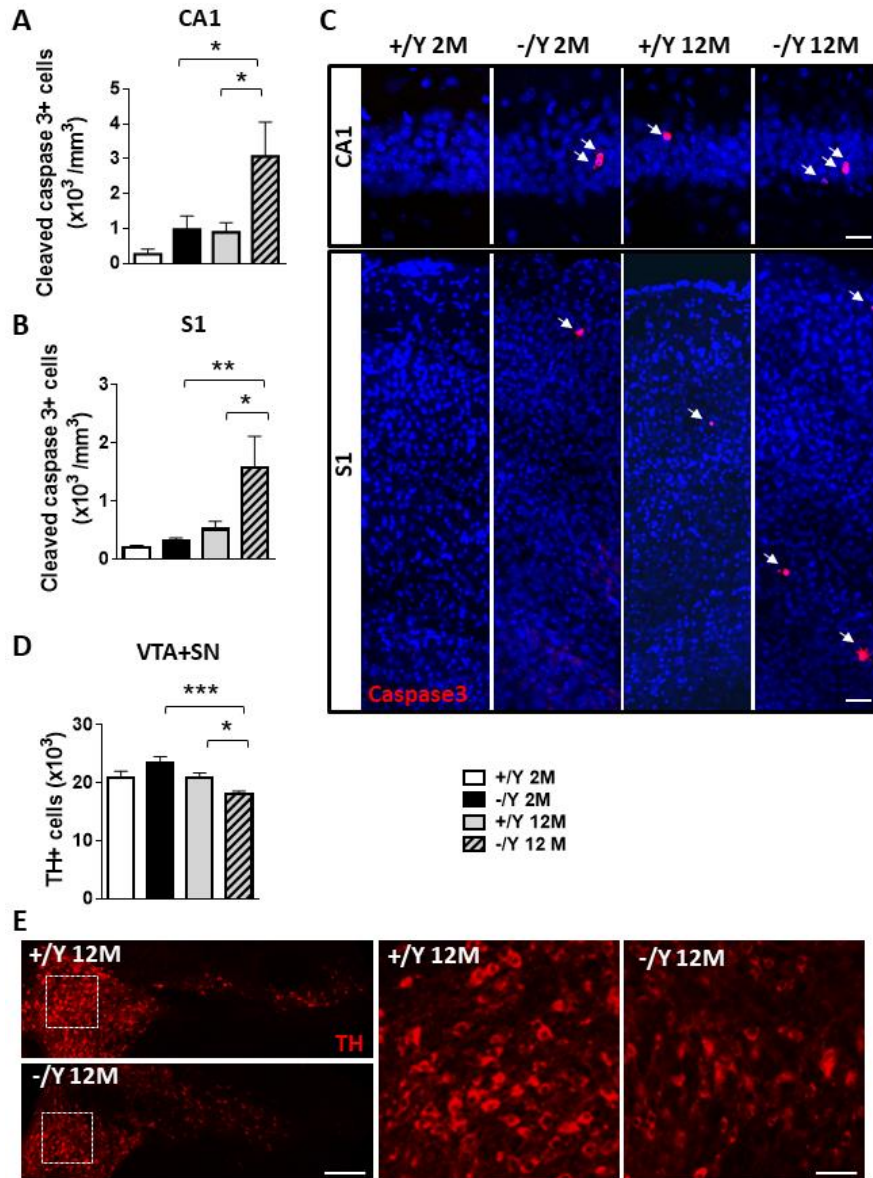 A
CA1
*
*
Cleaved caspase 3+ cells
(x10³ /mm³)
5
4
3
2
1
0
B
S1
**
*
Cleaved caspase 3+ cells
(x10³ /mm³)
3
2
1
0
C
+/Y 2M
-/Y 2M
+/Y 12M
-/Y 12M
CA1
S1
Caspase3
D
VTA+SN
***
*
TH+ cells (x10³)
30
20
10
0
+/Y 2M
-/Y 2M
+/Y 12M
-/Y 12 M
E
+/Y 12M
TH
-/Y 12M
+/Y 12M
-/Y 12M